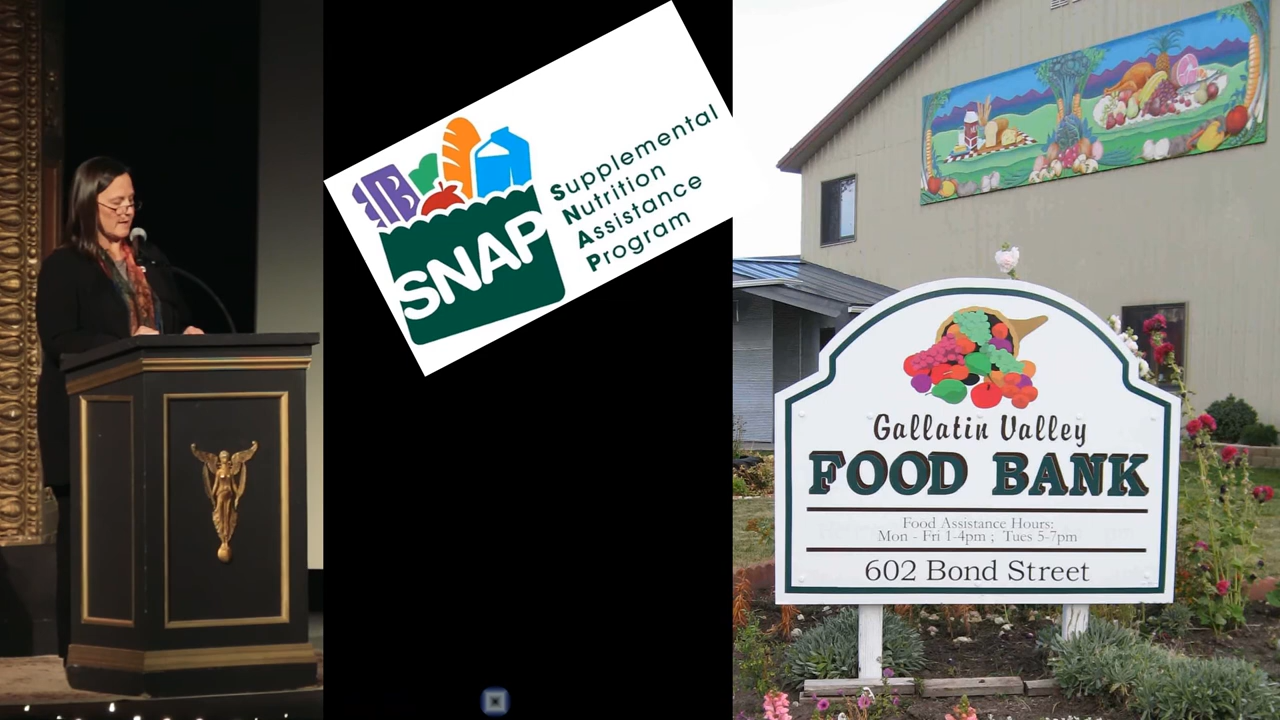 SNAP
Supplemental
Nutrition
Assistance
Program
Gallatin Valley
FOOD BANK
Food Assistance Hours:
Mon - Fri 1-4pm ; Tues 5-7pm
602 Bond Street